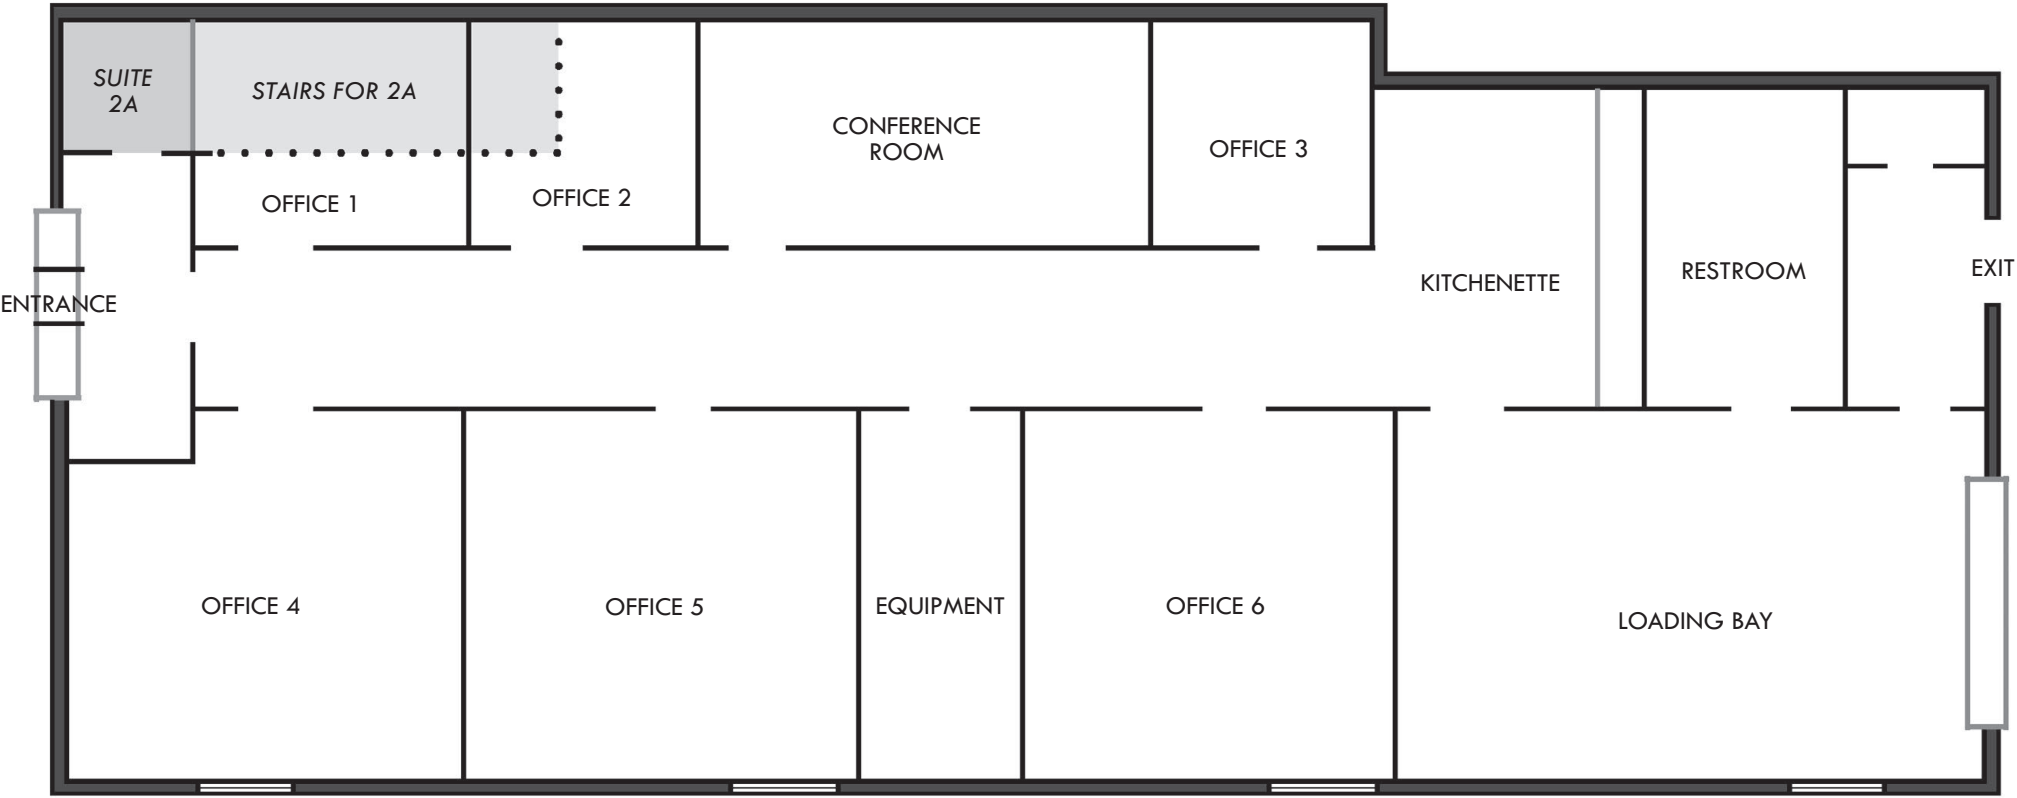 SUITE
2A
STAIRS FOR 2A
CONFERENCE
ROOM
OFFICE 3
OFFICE 1
OFFICE 2
KITCHENETTE
RESTROOM
EXIT
ENTRANCE
OFFICE 4
OFFICE 5
EQUIPMENT
OFFICE 6
LOADING BAY